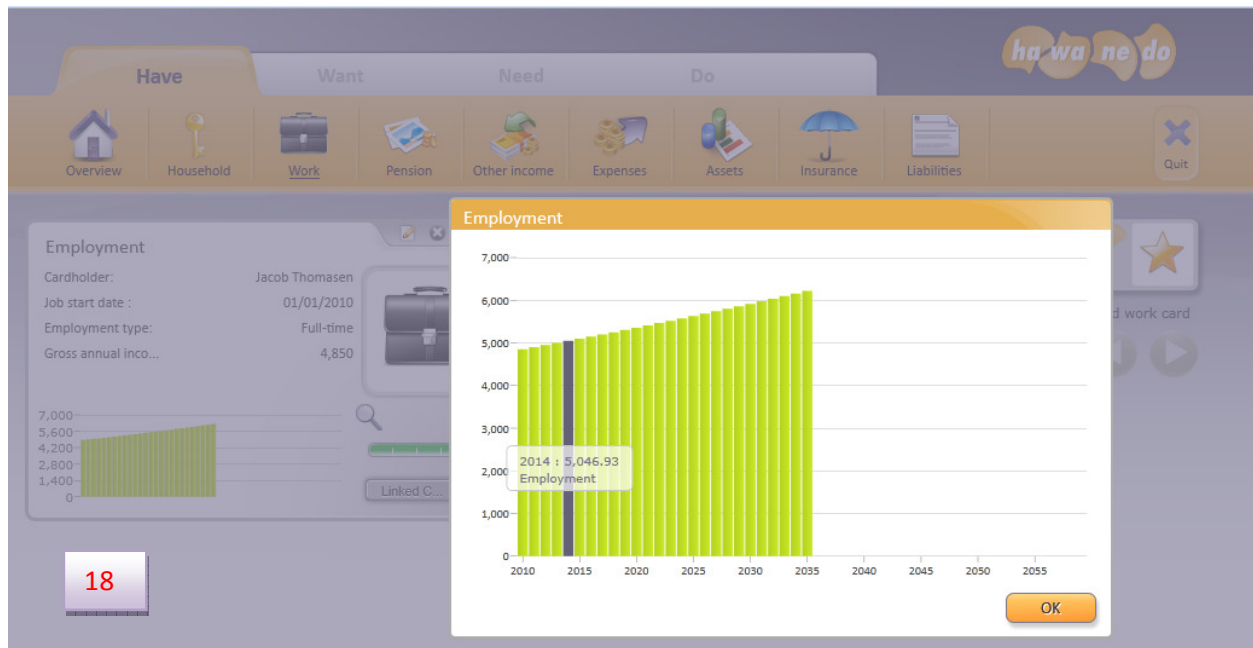 ha wa ne do
Have
Want
Need
Do
Overview
Household
Work
Pension
Other income
Expenses
Assets
Insurance
Liabilities
Quit
Employment
Cardholder: Jacob Thomasen
Job start date : 01/01/2010
Employment type: Full-time
Gross annual inco... 4,850
7,000
5,600
4,200
2,800
1,400
0
Linked C...
18
Employment
7,000
6,000
5,000
4,000
3,000
2,000
1,000
0
2014 : 5,046.93
Employment
2010 2015 2020 2025 2030 2035 2040 2045 2050 2055
OK
d work card